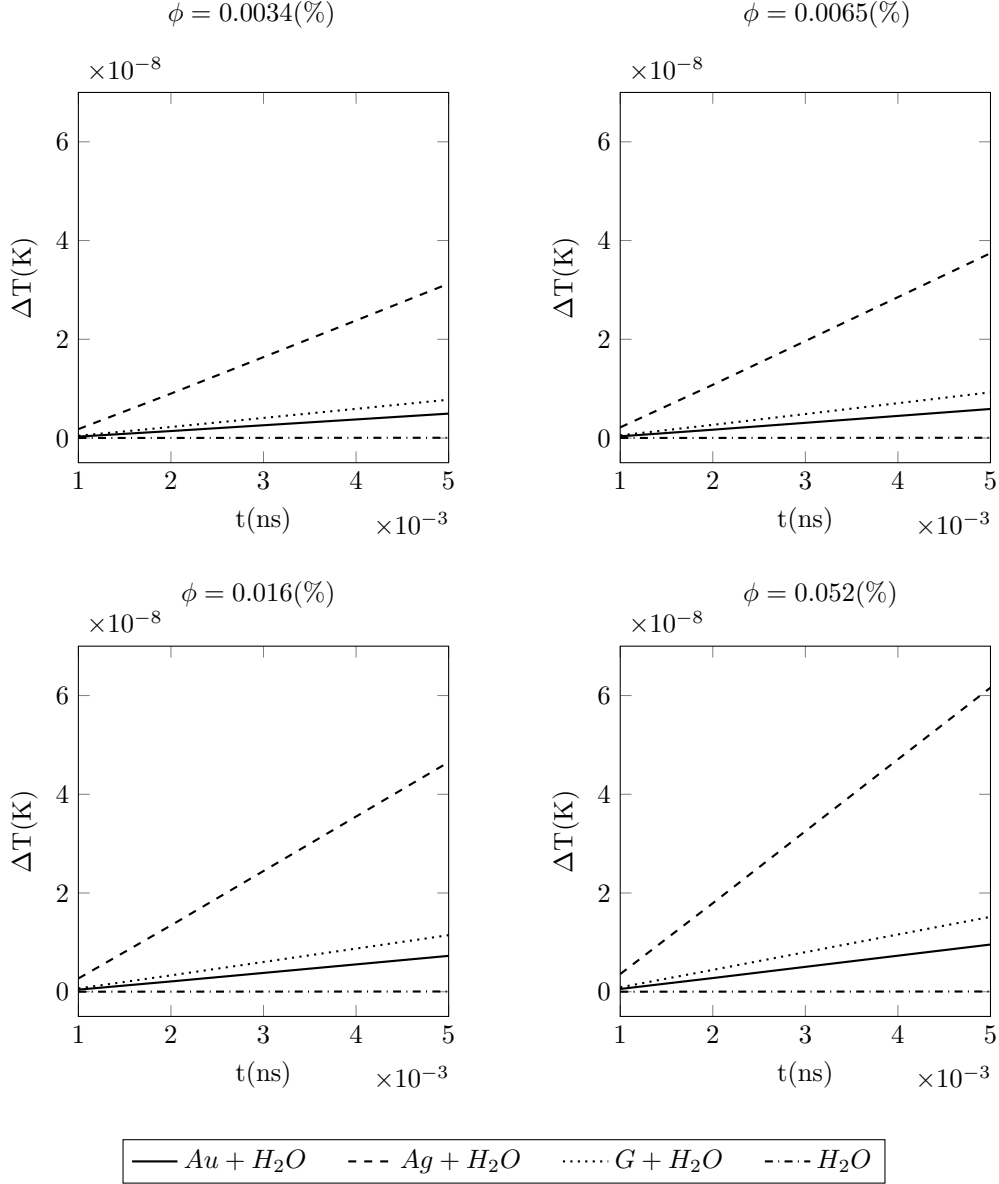 ϕ = 0.0034(%)
×10⁻⁸
6
4
2
0
ΔT(K)
1 2 3 4 5
t(ns)
×10⁻³
ϕ = 0.0065(%)
×10⁻⁸
6
4
2
0
ΔT(K)
1 2 3 4 5
t(ns)
×10⁻³
ϕ = 0.016(%)
×10⁻⁸
6
4
2
0
ΔT(K)
1 2 3 4 5
t(ns)
×10⁻³
ϕ = 0.052(%)
×10⁻⁸
6
4
2
0
ΔT(K)
1 2 3 4 5
t(ns)
×10⁻³
Au + H₂O Ag + H₂O G + H₂O H₂O